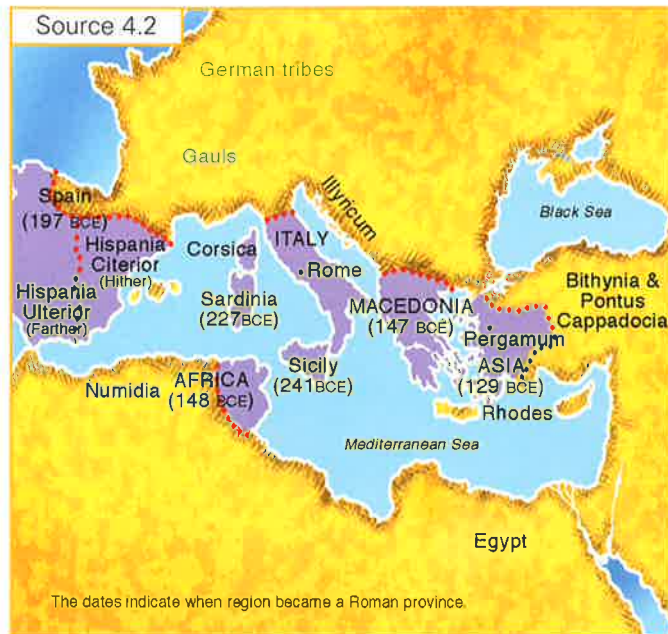 Source 4.2
German tribes
Gauls
Spain
(197 BCE)
Hispania
Citerior
(Hither)
Hispania
Ulterior
(Farther)
Corsica
Sardinia
(227BCE)
ITALY
Rome
Illyricum
Black Sea
Bithynia &
Pontus
Cappadocia
MACEDONIA
(147 BCE)
Pergamum
ASIA
(129 BCE)
Rhodes
Sicily
(241BCE)
Numidia
AFRICA
(148 BCE)
Mediterranean Sea
Egypt
The dates indicate when region became a Roman province.